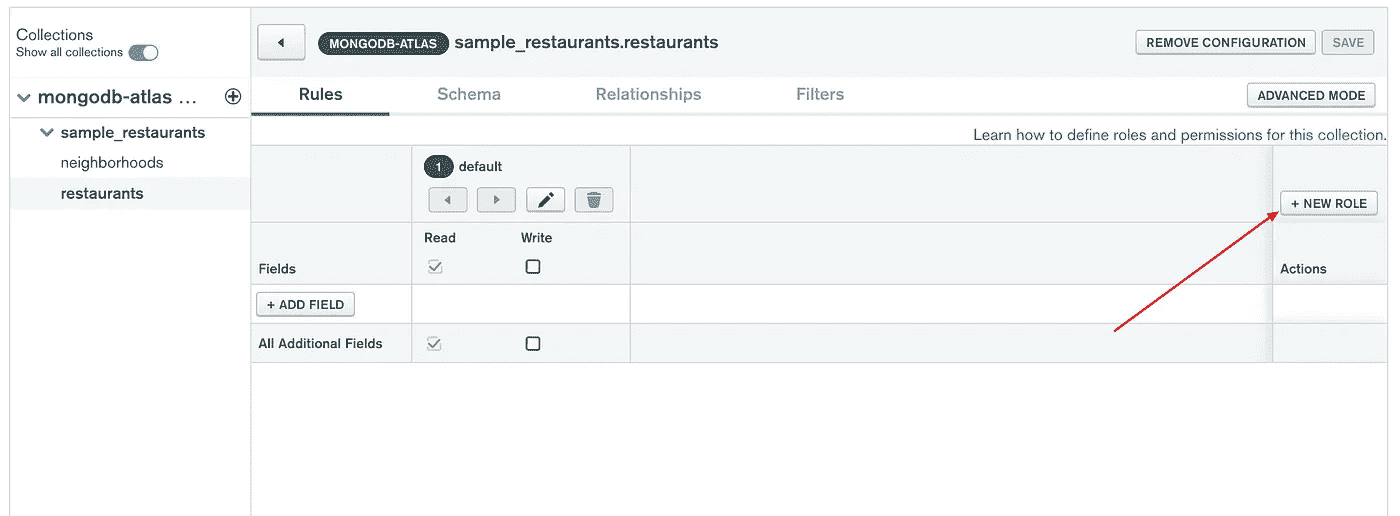 Collections
Show all collections
mongodb-atlas ...
sample_restaurants
neighborhoods
restaurants
MONGODB-ATLAS sample_restaurants.restaurants
REMOVE CONFIGURATION
SAVE
Rules
Schema
Relationships
Filters
ADVANCED MODE
Learn how to define roles and permissions for this collection.
1 default
+ NEW ROLE
Read
Write
Fields
Actions
+ ADD FIELD
All Additional Fields